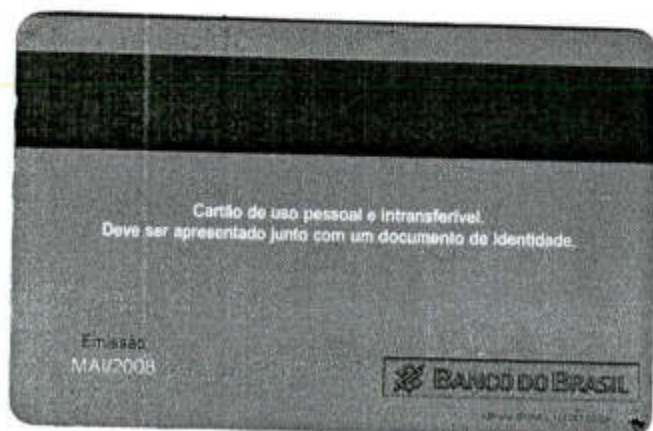 Cartão de uso pessoal e intransferível.
Deve ser apresentado junto com um documento de identidade.
Emissão
MAI/2008
BANCO DO BRASIL